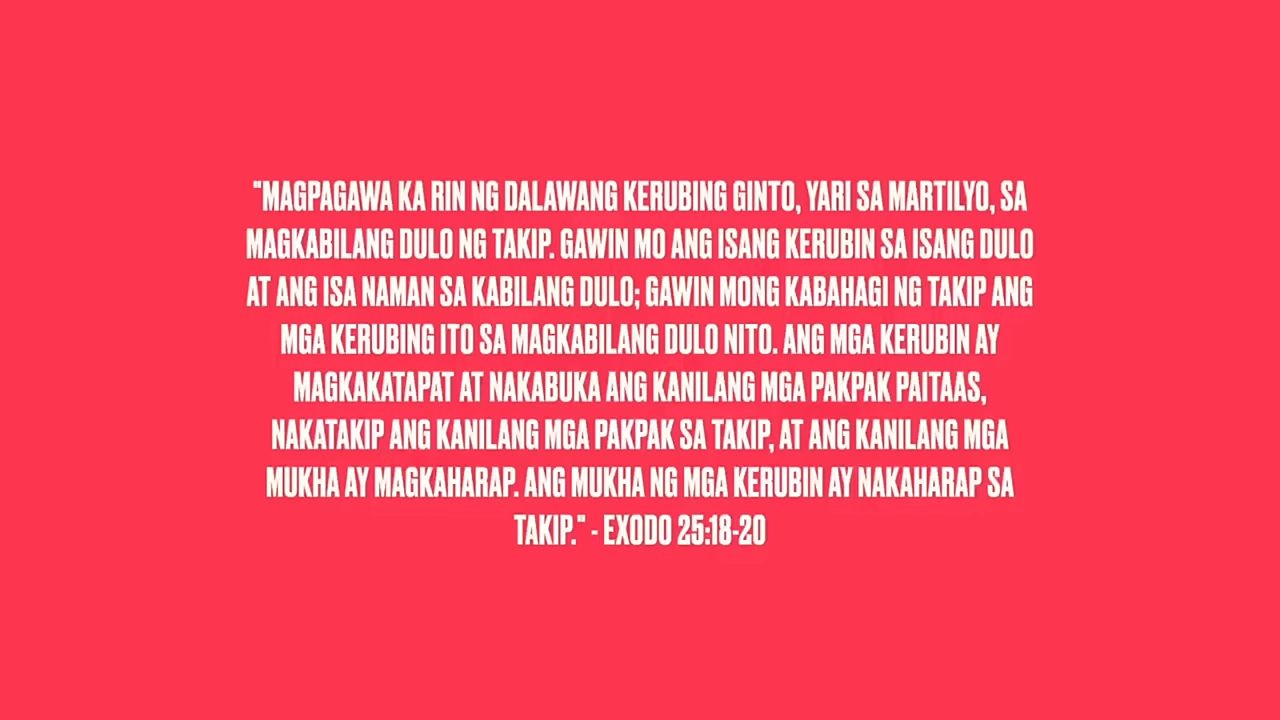 "MAGPAGAWA KA RIN NG DALAWANG KERUBING GINTO, YARI SA MARTILYO, SA
MAGKABILANG DULO NG TAKIP. GAWIN MO ANG ISANG KERUBIN SA ISANG DULO
AT ANG ISA NAMAN SA KABILANG DULO; GAWIN MONG KABAHAGI NG TAKIP ANG
MGA KERUBING ITO SA MAGKABILANG DULO NITO. ANG MGA KERUBIN AY
MAGKAKATAPAT AT NAKABUKA ANG KANILANG MGA PAKPAK PAITAAS,
NAKATAKIP ANG KANILANG MGA PAKPAK SA TAKIP, AT ANG KANILANG MGA
MUKHA AY MAGKAHARAP. ANG MUKHA NG MGA KERUBIN AY NAKAHARAP SA
TAKIP." - EXODO 25:18-20